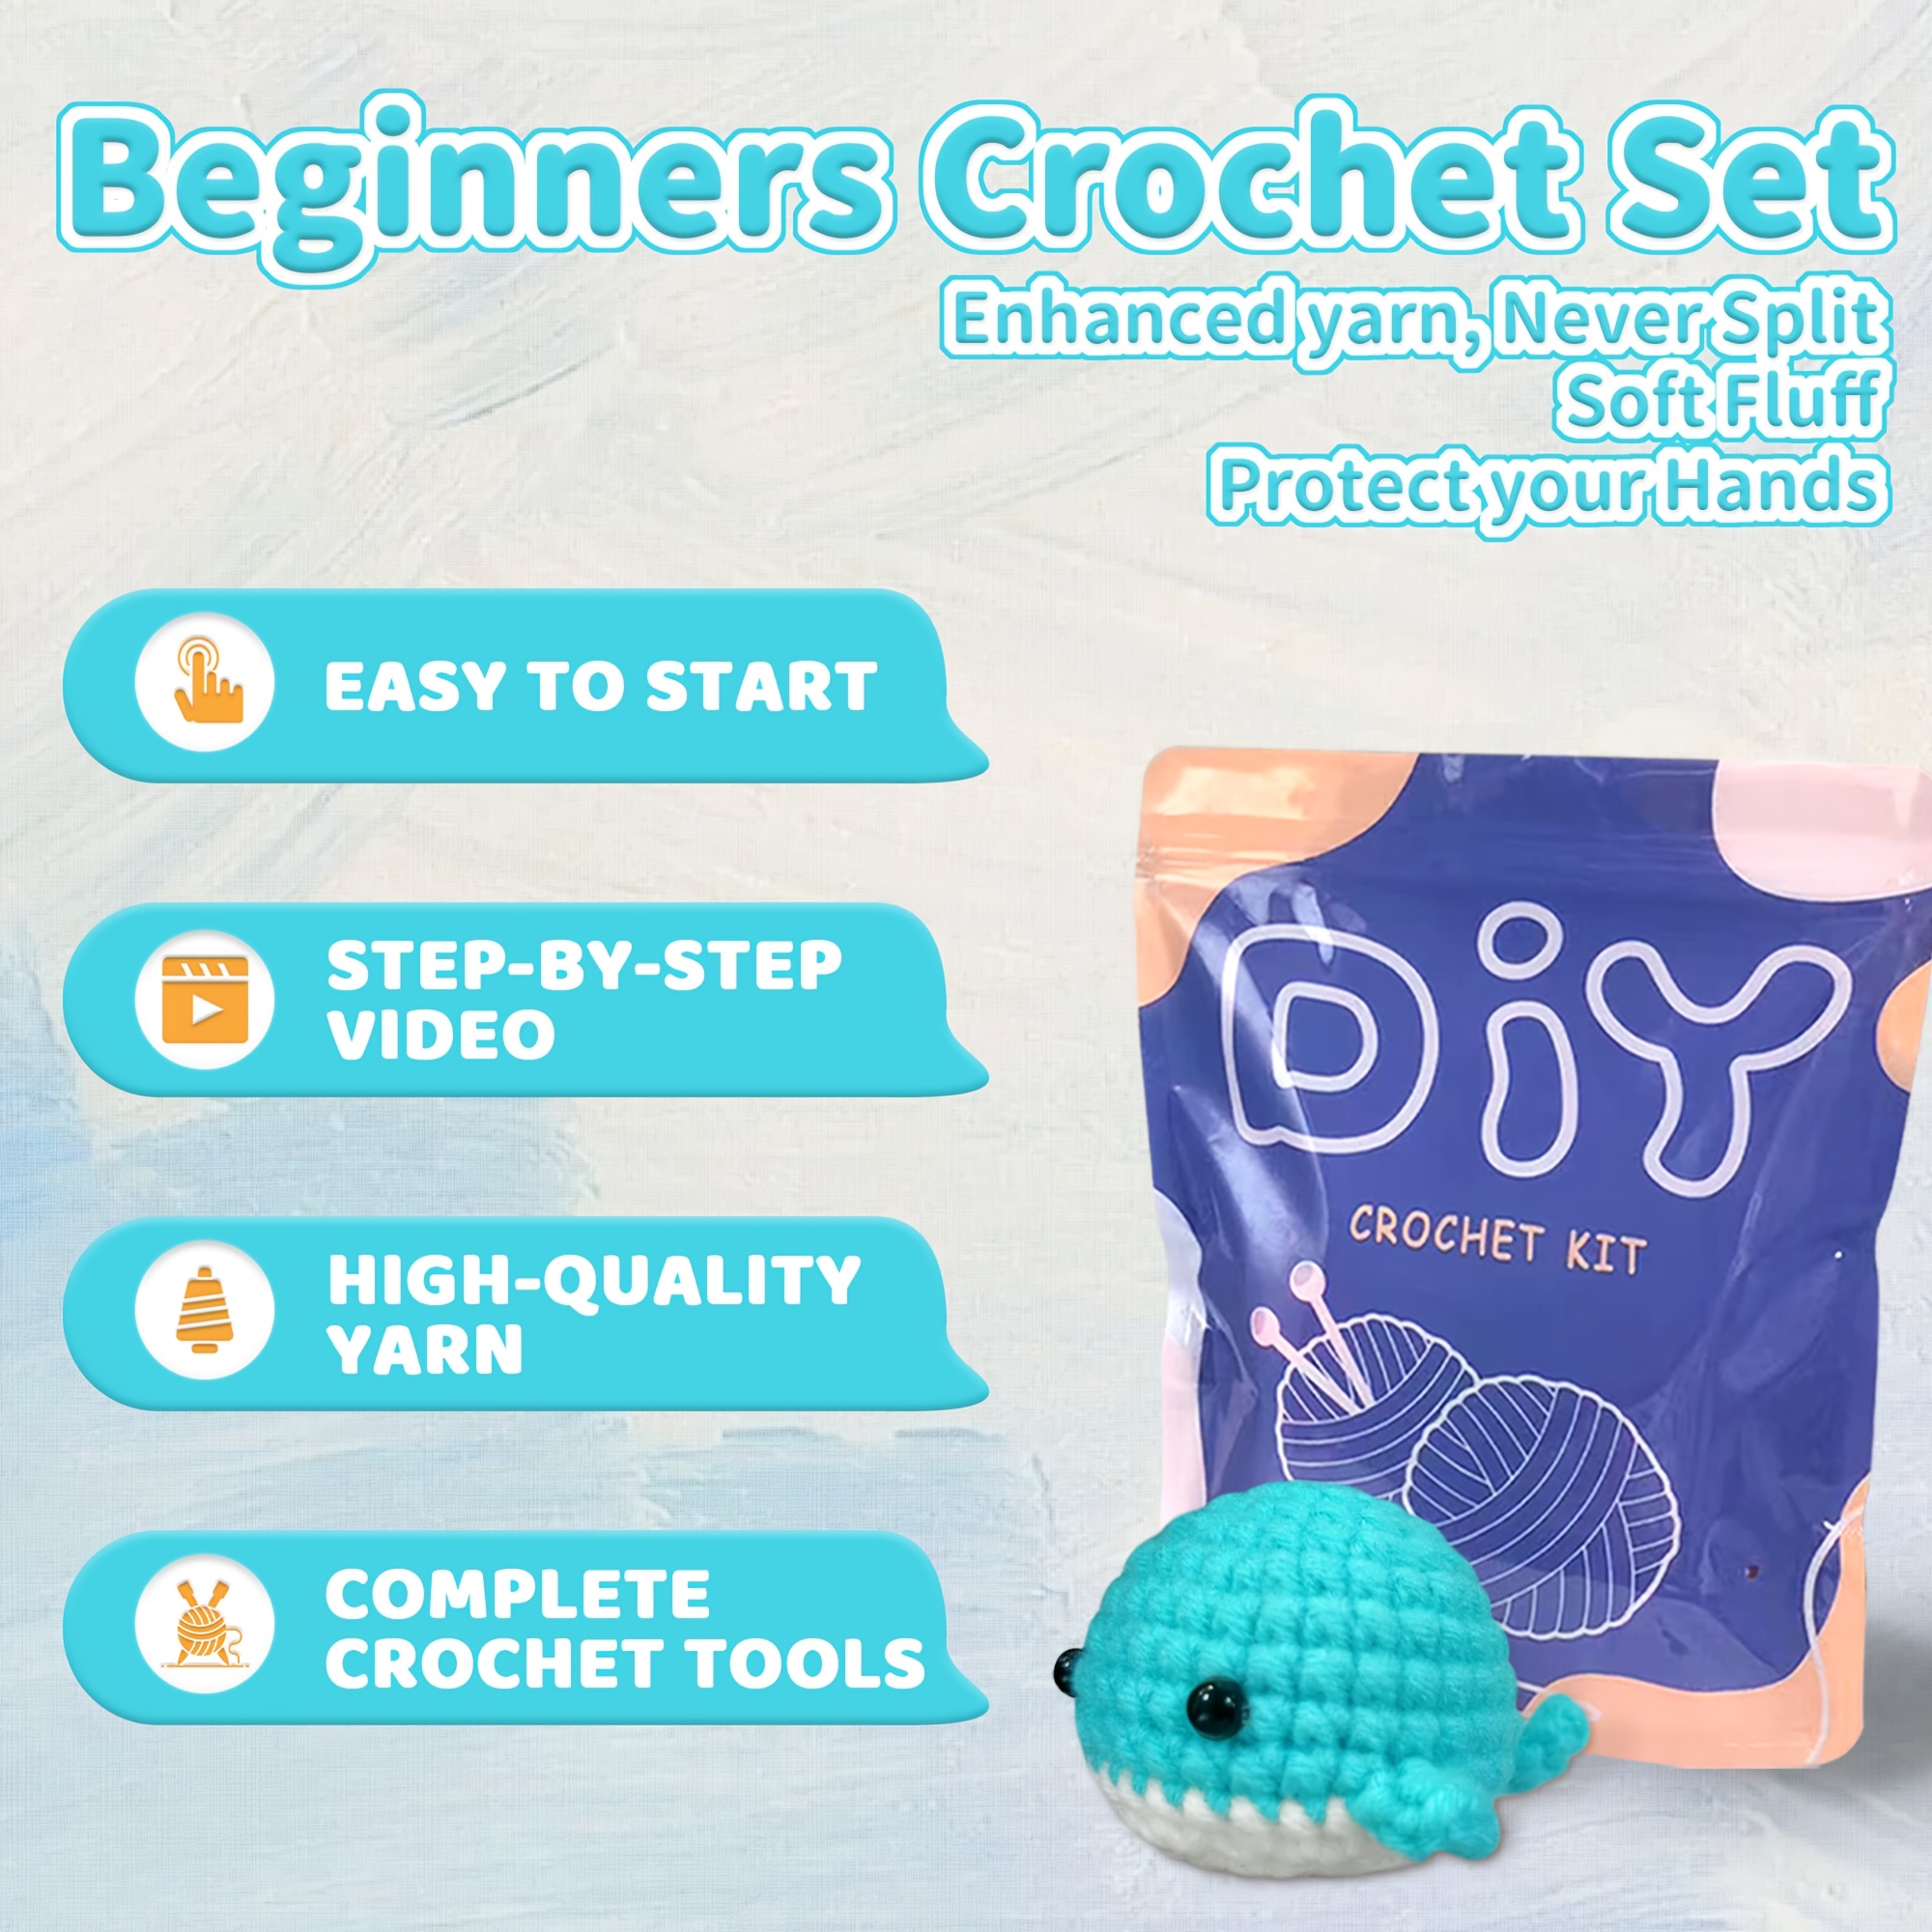 Beginners Crochet Set
Enhanced yarn, Never Split
Soft Fluff
Protect your Hands
EASY TO START
STEP-BY-STEP
VIDEO
HIGH-QUALITY
YARN
COMPLETE
CROCHET TOOLS
DiY
CROCHET KIT